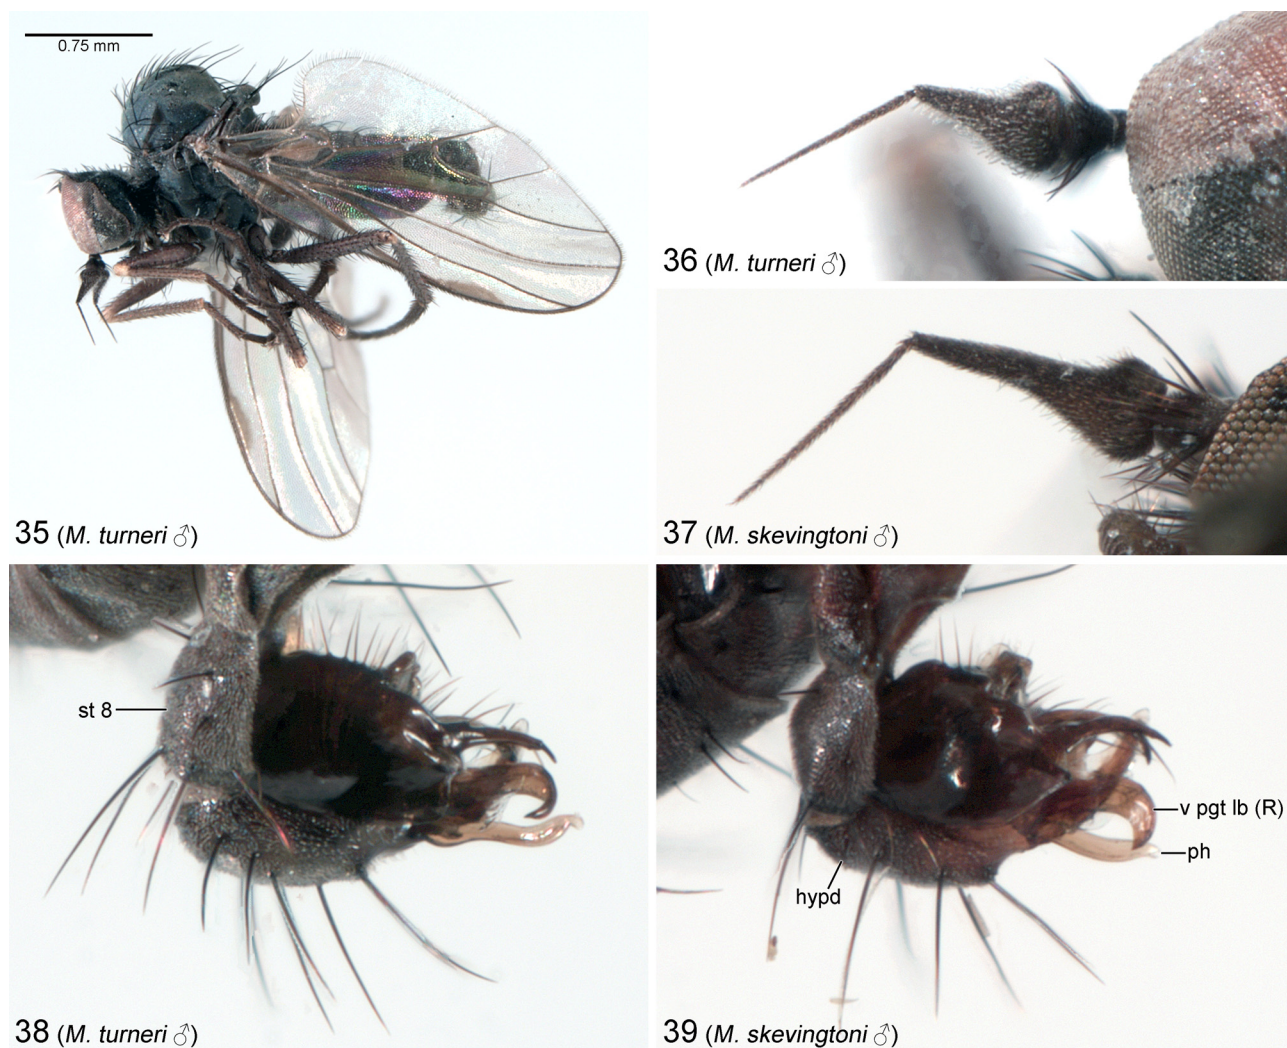 0.75 mm
35 (M. turneri ♂)
36 (M. turneri ♂)
37 (M. skevingtoni ♂)
st 8
38 (M. turneri ♂)
v pgt lb (R)
ph
hypd
39 (M. skevingtoni ♂)